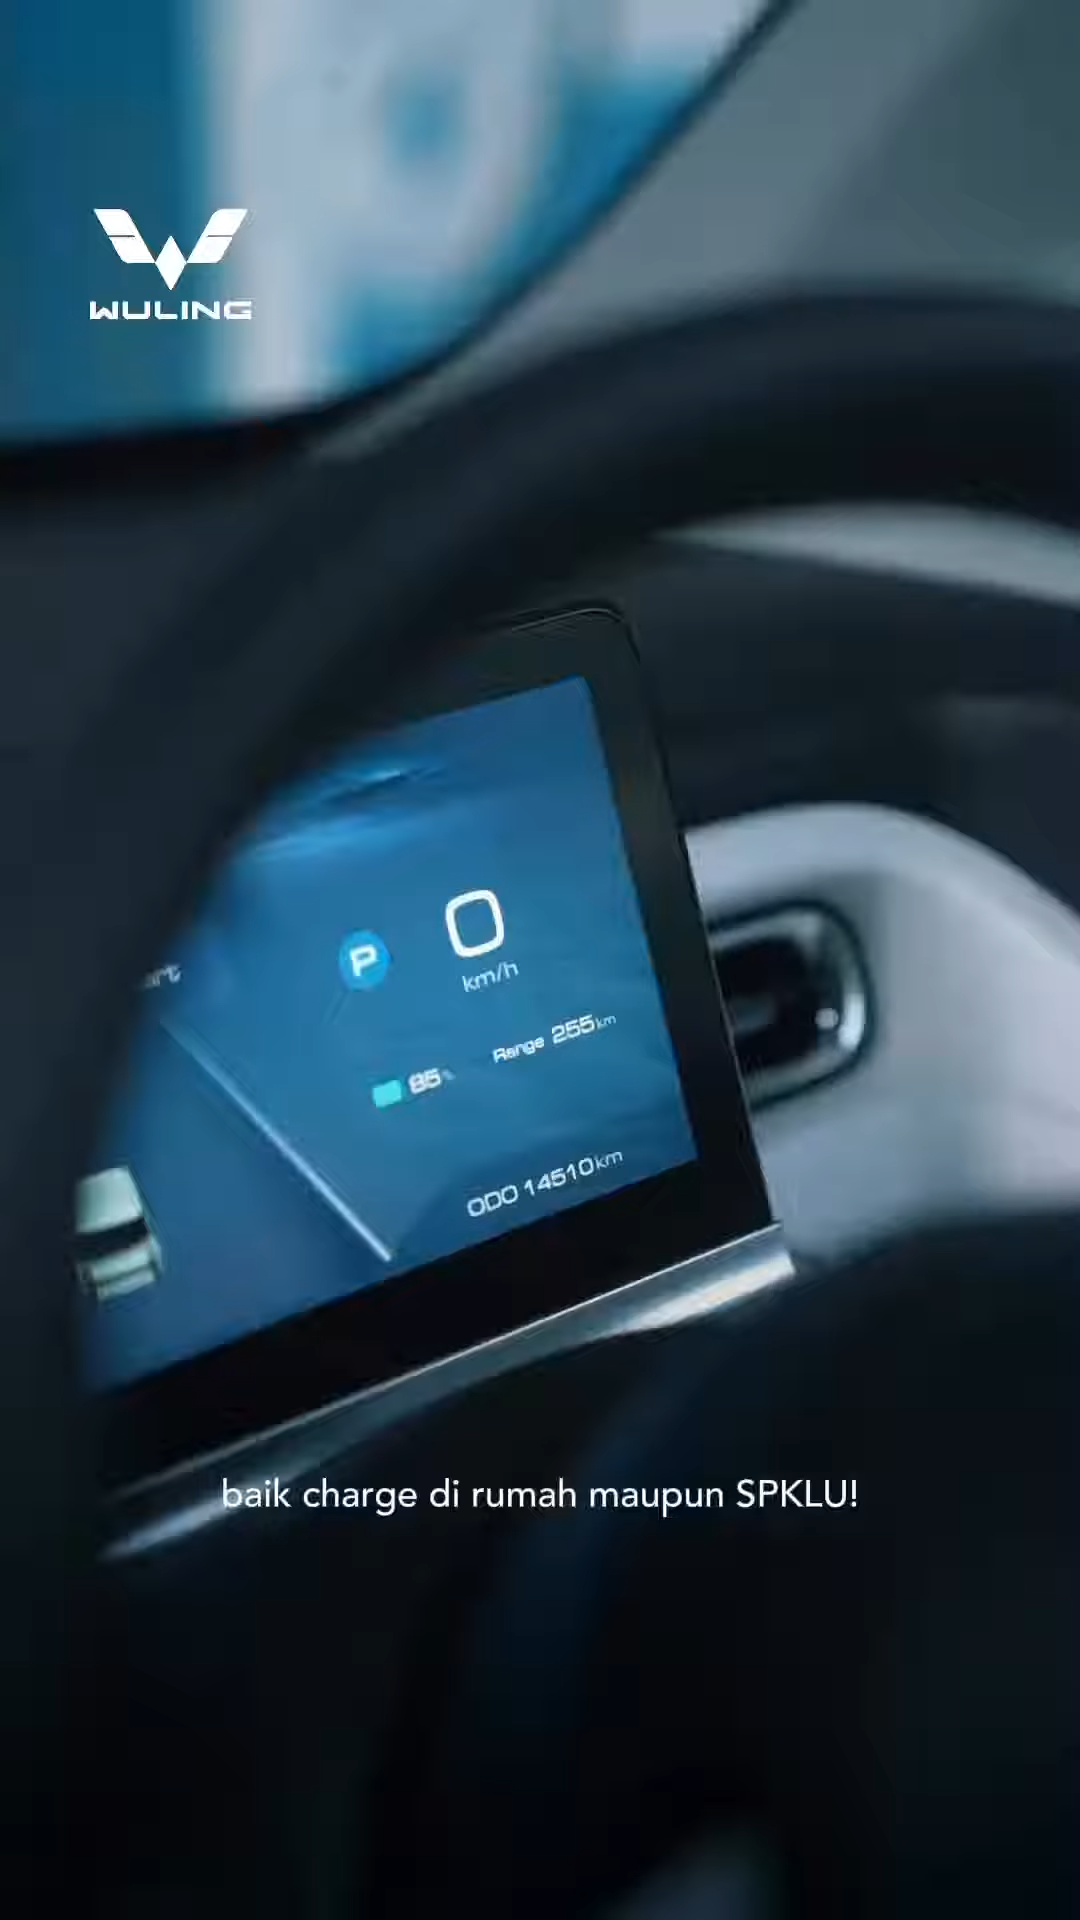 WULING
P
0
km/h
85%
Range 255km
ODO 14510km
baik charge di rumah maupun SPKLU!